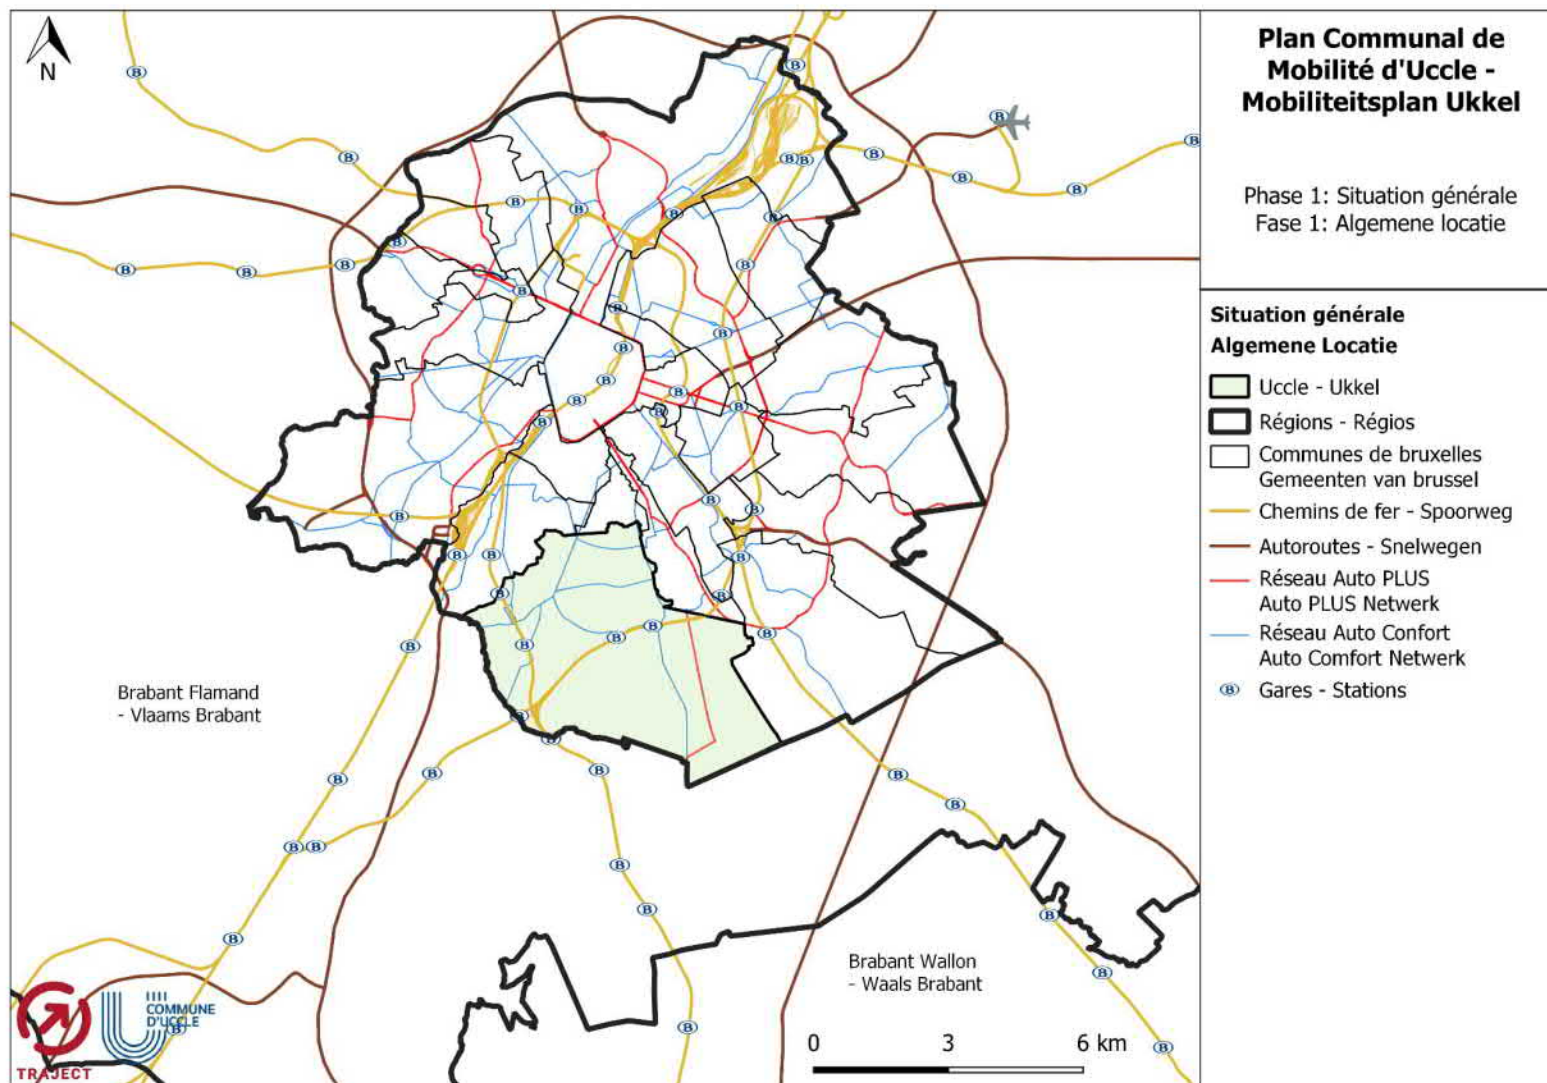 N
Plan Communal de
Mobilité d'Uccle -
Mobiliteitsplan Ukkel
Phase 1: Situation générale
Fase 1: Algemene locatie
Situation générale
Algemene Locatie
Uccle - Ukkel
Régions - Régios
Communes de bruxelles
Gemeenten van brussel
Chemins de fer - Spoorweg
Autoroutes - Snelwegen
Réseau Auto PLUS
Auto PLUS Netwerk
Réseau Auto Confort
Auto Comfort Netwerk
B Gares - Stations
Brabant Flamand
- Vlaams Brabant
Brabant Wallon
- Waals Brabant
0 3 6 km
TRAJECT
COMMUNE
D'UCCLE